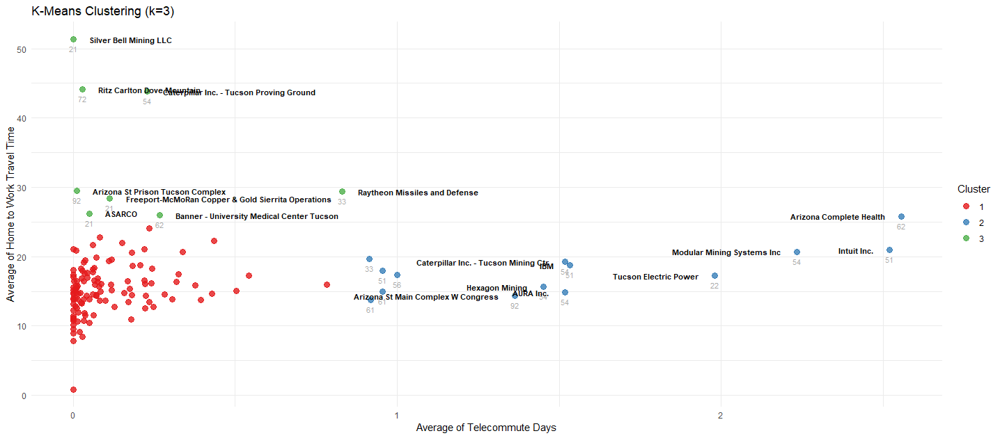 K-Means Clustering (k=3)
Silver Bell Mining LLC
21
50
Ritz Carlton Dove Mountain
Caterpillar Inc. - Tucson Proving Ground
72
54
40
30
Arizona St Prison Tucson Complex
Raytheon Missiles and Defense
92
Freeport-McMoRan Copper & Gold Sierrita Operations
33
21
ASARCO
Banner - University Medical Center Tucson
Arizona Complete Health
21
62
62
20
Modular Mining Systems Inc
Intuit Inc.
33
Caterpillar Inc. - Tucson Mining Ctr
IBM
54
51
51
54
51
56
Tucson Electric Power
22
Hexagon Mining
54
AURA Inc.
Arizona St Main Complex W Congress
61
61
92
54
10
0
0
1
2
Average of Telecommute Days
Average of Home to Work Travel Time
Cluster
1
2
3